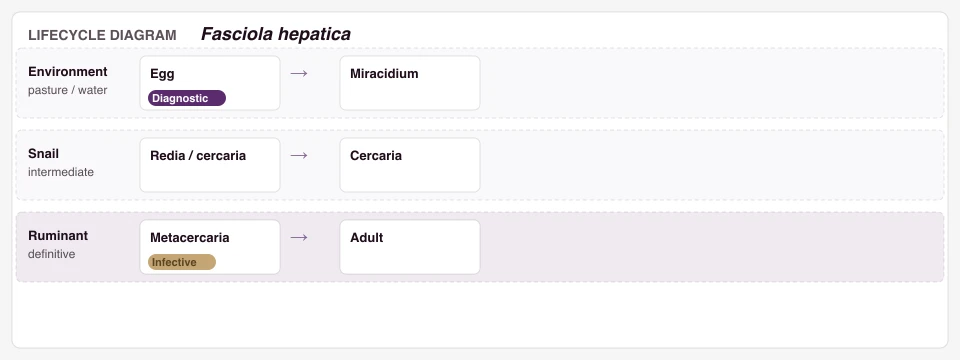 LIFECYCLE DIAGRAM Fasciola hepatica
Environment
pasture / water
Egg
Diagnostic
→
Miracidium
Snail
intermediate
Redia / cercaria
→
Cercaria
Ruminant
definitive
Metacercaria
Infective
→
Adult